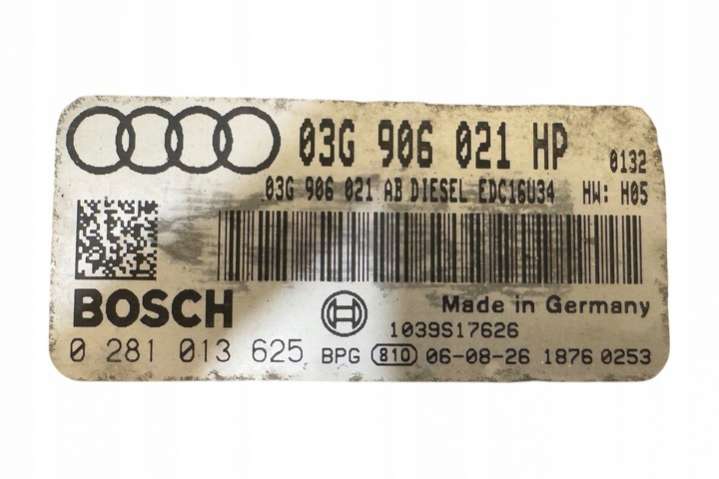 03G 906 021 HP 0132
03G 906 021 AB DIESEL EDC16U34 HW: H05
BOSCH
Made in Germany
1039S17626
0 281 013 625 BPG 810 06-08-26 1876 0253